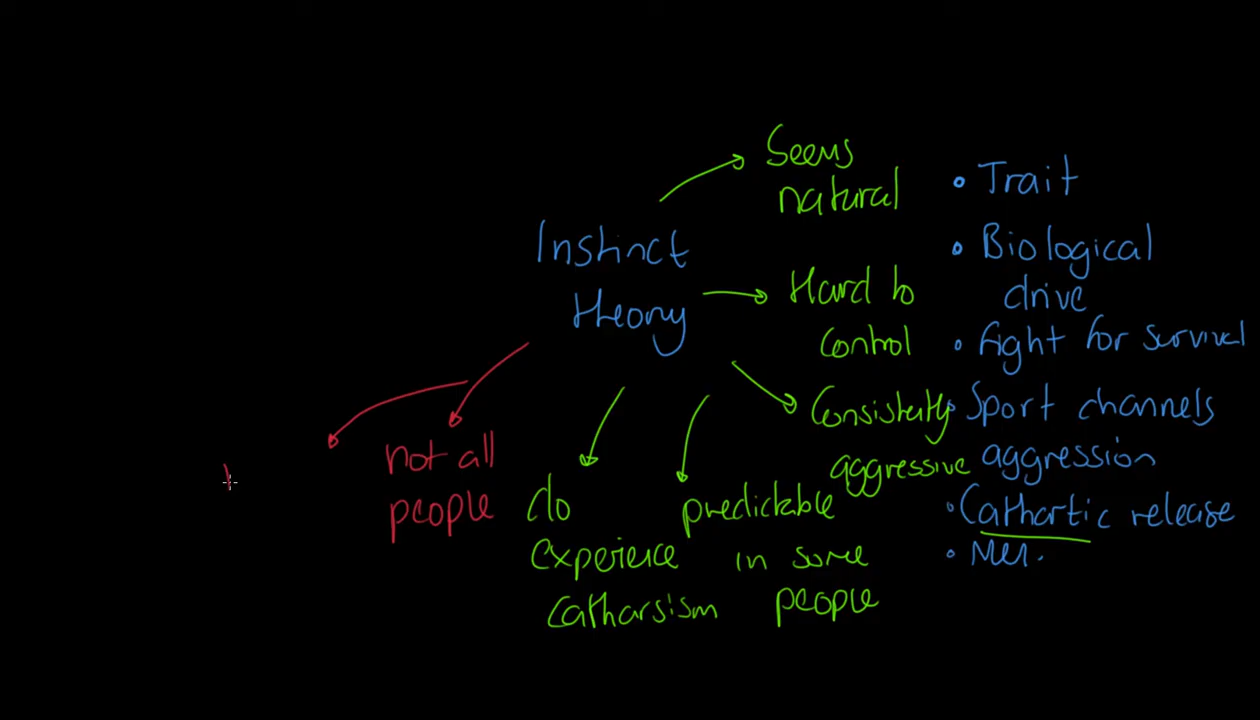 Instinct
theory
Seems
natural
Hard to
control
Consistently
aggressive
predictable
in some
people
do
experience
catharsism
not all
people
• Trait
• Biological
drive
• fight for survival
• Sport channels
aggression
• Cathartic release